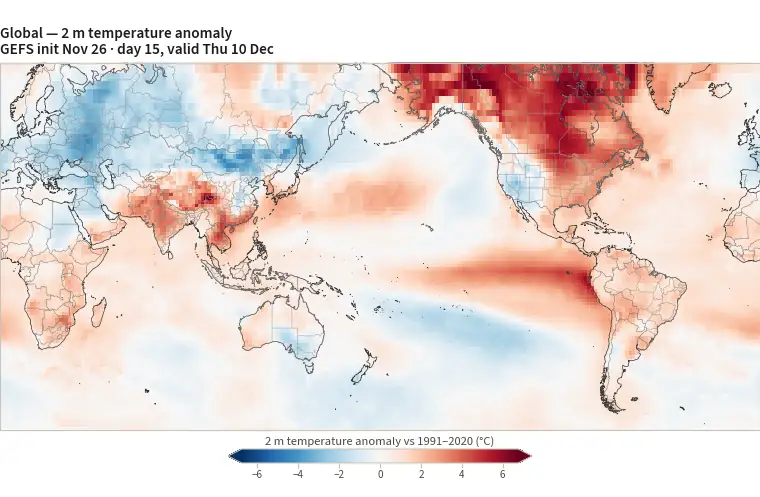 Global — 2 m temperature anomaly
GEFS init Nov 26 · day 15, valid Thu 10 Dec
2 m temperature anomaly vs 1991–2020 (°C)
−6 −4 −2 0 2 4 6